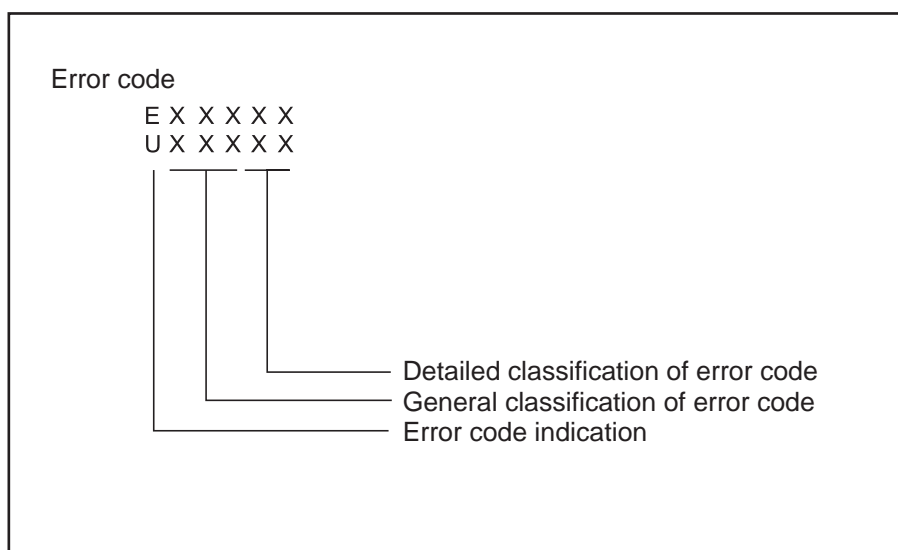 Error code
E X X X X X
U X X X X X
Detailed classification of error code
General classification of error code
Error code indication